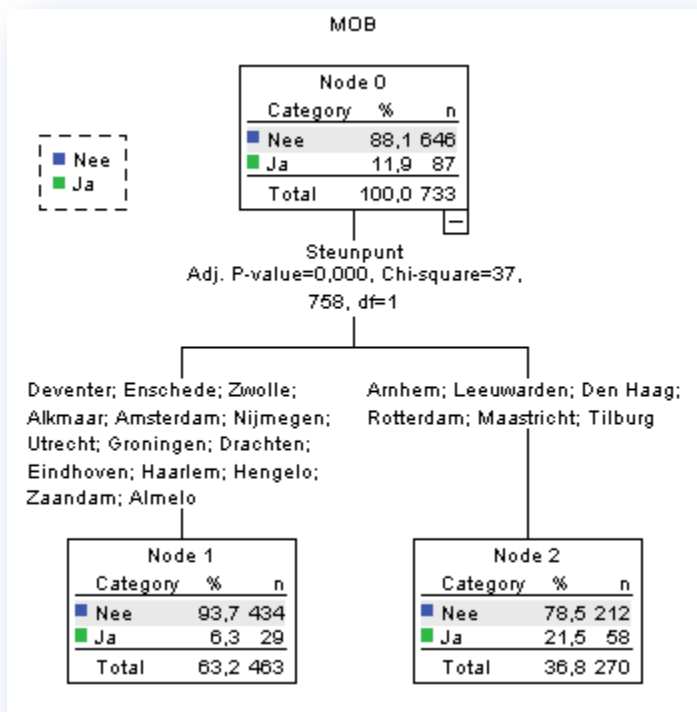 MOB
Node 0
Category % n
Nee 88,1 646
Ja 11,9 87
Total 100,0 733
Nee
Ja
Steunpunt
Adj. P-value=0,000, Chi-square=37,
758, df=1
Deventer; Enschede; Zwolle;
Alkmaar; Amsterdam; Nijmegen;
Utrecht; Groningen; Drachten;
Eindhoven; Haarlem; Hengelo;
Zaandam; Almelo
Arnhem; Leeuwarden; Den Haag;
Rotterdam; Maastricht; Tilburg
Node 1
Category % n
Nee 93,7 434
Ja 6,3 29
Total 63,2 463
Node 2
Category % n
Nee 78,5 212
Ja 21,5 58
Total 36,8 270